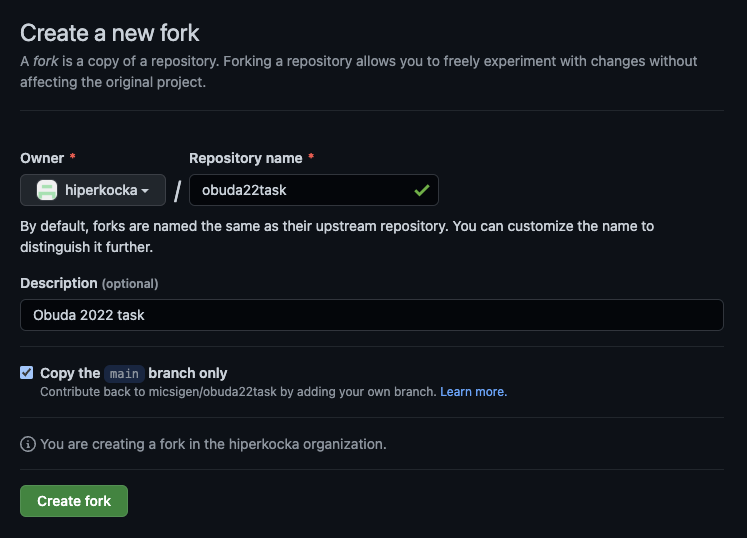 Create a new fork
A fork is a copy of a repository. Forking a repository allows you to freely experiment with changes without
affecting the original project.
Owner * Repository name *
hiperkocka / obuda22task
By default, forks are named the same as their upstream repository. You can customize the name to
distinguish it further.
Description (optional)
Obuda 2022 task
Copy the main branch only
Contribute back to micsigen/obuda22task by adding your own branch. Learn more.
You are creating a fork in the hiperkocka organization.
Create fork